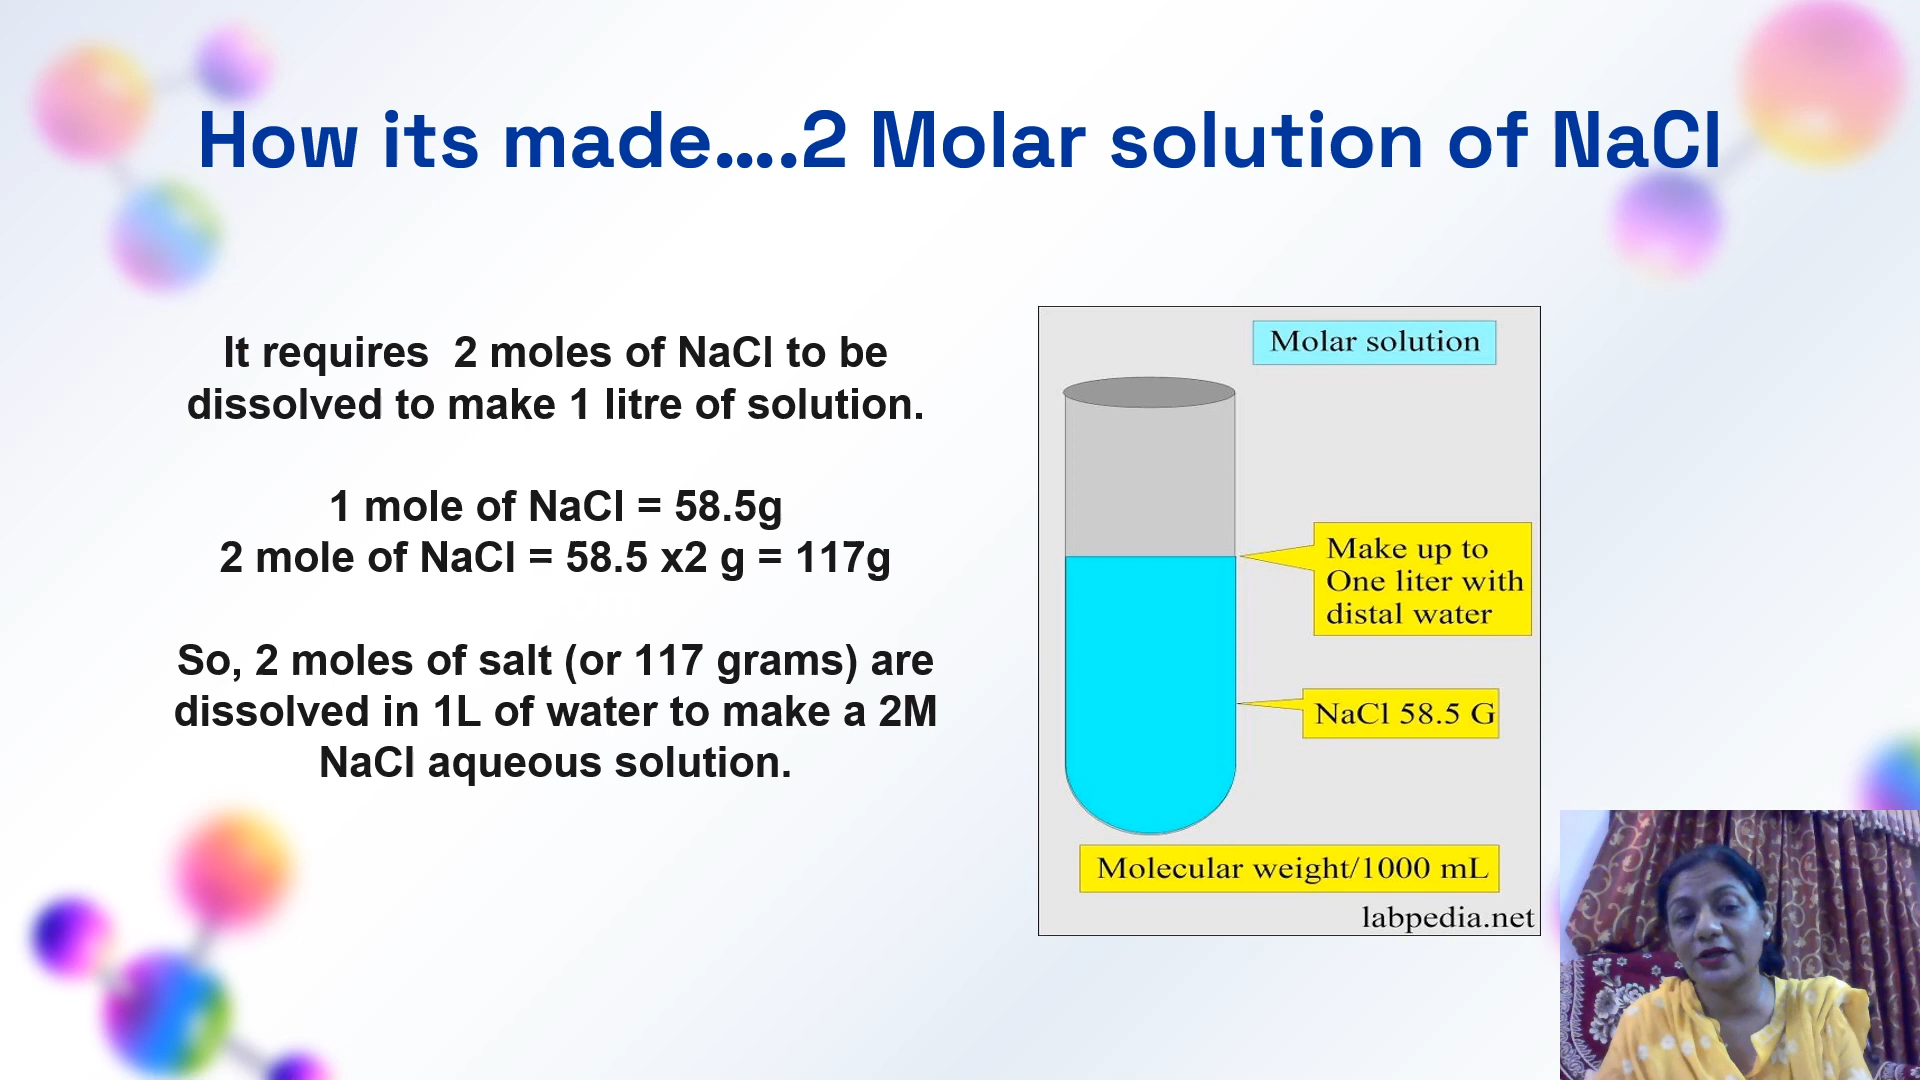 How its made....2 Molar solution of NaCl
It requires  2 moles of NaCl to be
dissolved to make 1 litre of solution.
1 mole of NaCl = 58.5g
2 mole of NaCl = 58.5 x2 g = 117g
So, 2 moles of salt (or 117 grams) are
dissolved in 1L of water to make a 2M
NaCl aqueous solution.
Molar solution
Make up to
One liter with
distal water
NaCl 58.5 G
Molecular weight/1000 mL
labpedia.net